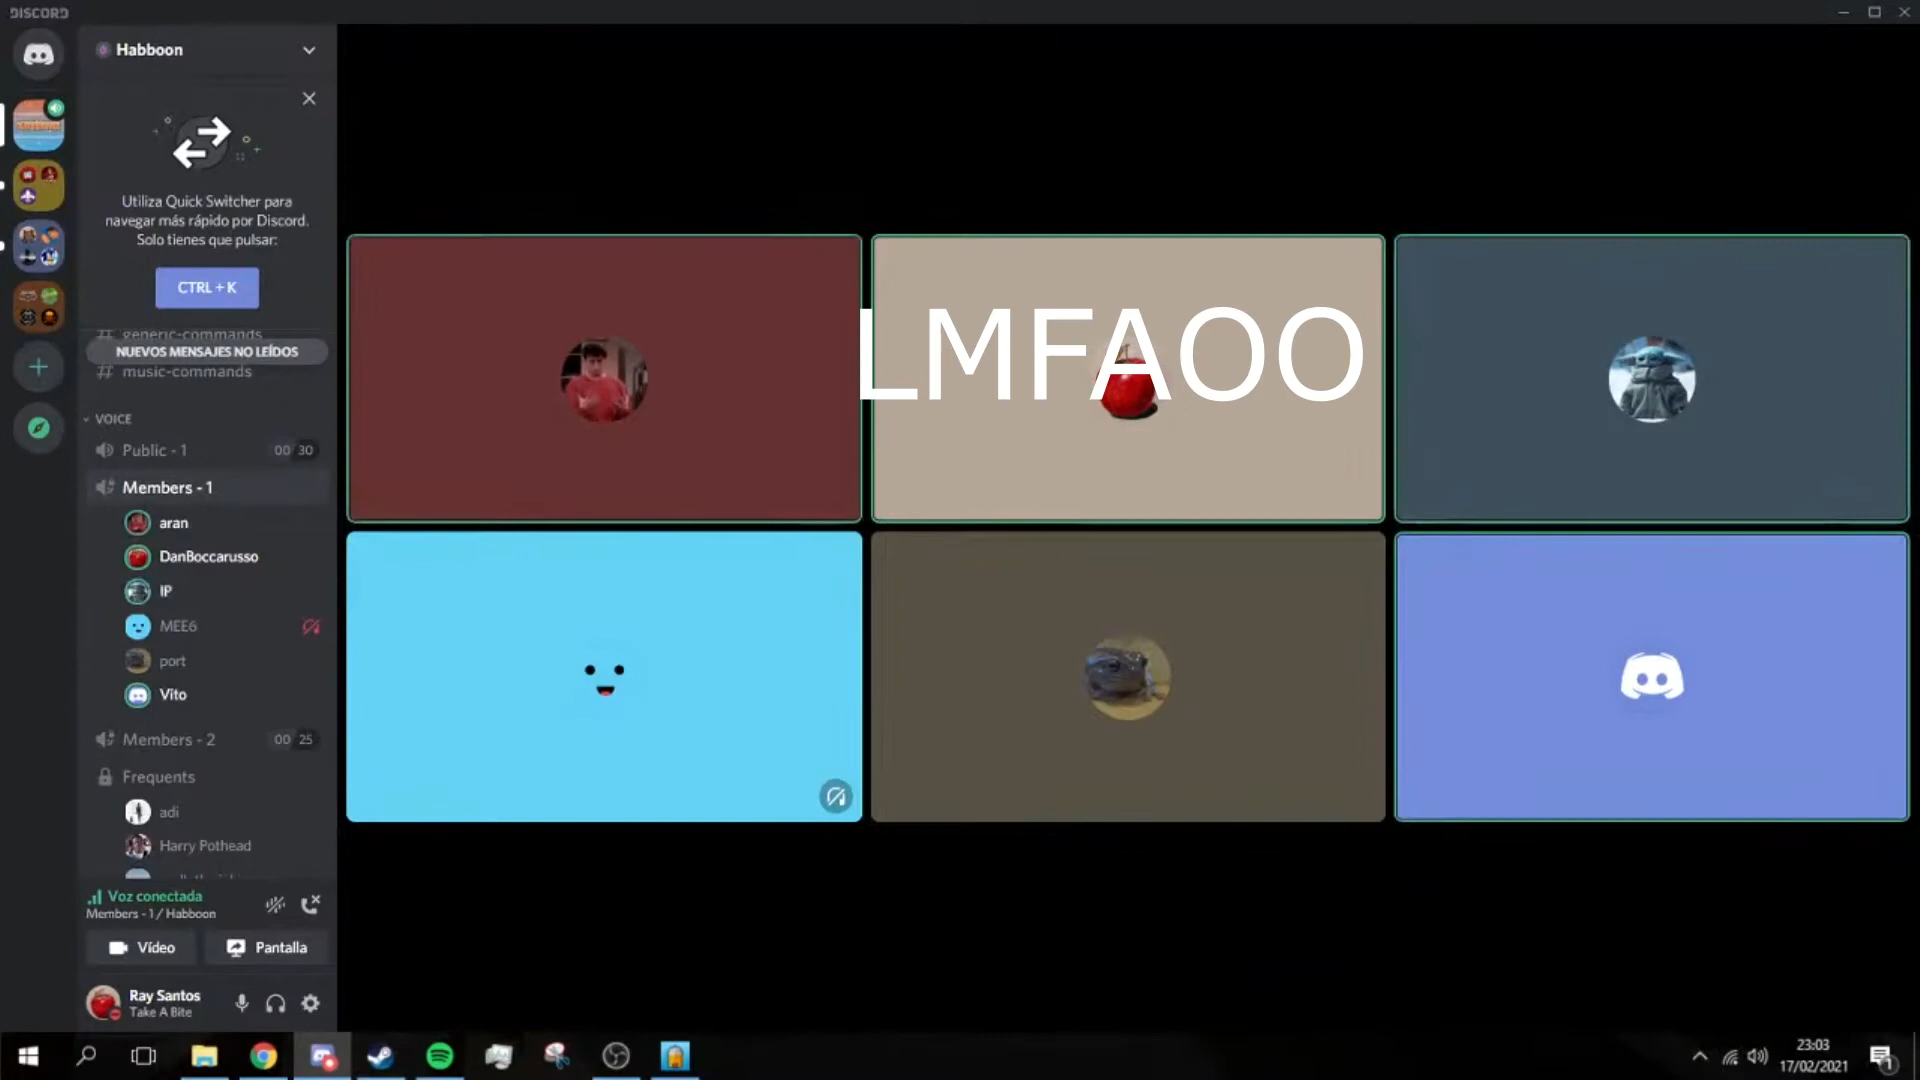 DISCORD
Habboon
Utiliza Quick Switcher para
navegar más rápido por Discord.
Solo tienes que pulsar:
CTRL + K
generic-commands
NUEVOS MENSAJES NO LEÍDOS
music-commands
VOICE
Public - 1 00 30
Members - 1
aran
DanBoccarusso
IP
MEE6
port
Vito
Members - 2 00 25
Frequents
adi
Harry Pothead
Voz conectada
Members - 1 / Habboon
Vídeo Pantalla
Ray Santos
Take A Bite
LMFAOO
23:03
17/02/2021
1